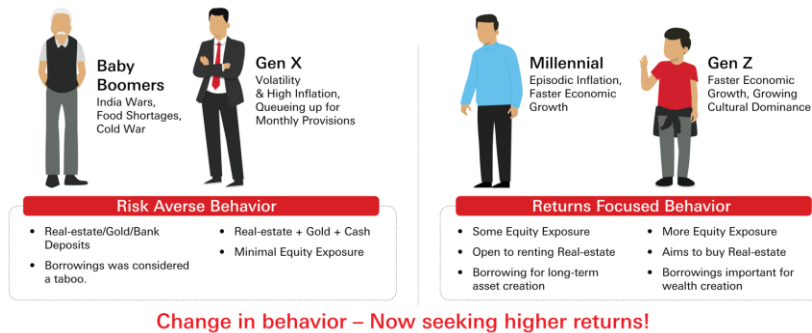 Baby
Boomers
India Wars,
Food Shortages,
Cold War
Gen X
Volatility
& High Inflation,
Queueing up for
Monthly Provisions
Millennial
Episodic Inflation,
Faster Economic
Growth
Gen Z
Faster Economic
Growth, Growing
Cultural Dominance
Risk Averse Behavior
• Real-estate/Gold/Bank
Deposits
• Borrowings was considered
a taboo.
• Real-estate + Gold + Cash
• Minimal Equity Exposure
Returns Focused Behavior
• Some Equity Exposure
• Open to renting Real-estate
• Borrowing for long-term
asset creation
• More Equity Exposure
• Aims to buy Real-estate
• Borrowings important for
wealth creation
Change in behavior – Now seeking higher returns!